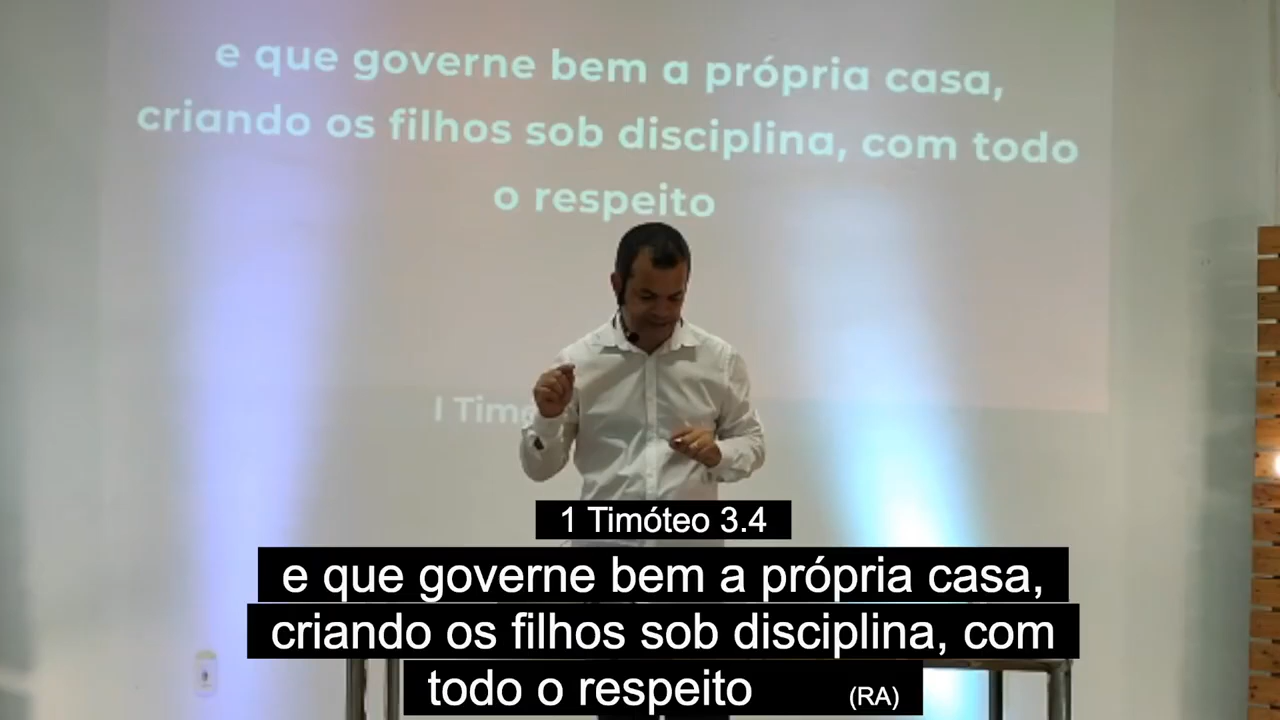 e que governe bem a própria casa,
criando os filhos sob disciplina, com todo
o respeito
I Timó
1 Timóteo 3.4
e que governe bem a própria casa,
criando os filhos sob disciplina, com
todo o respeito (RA)